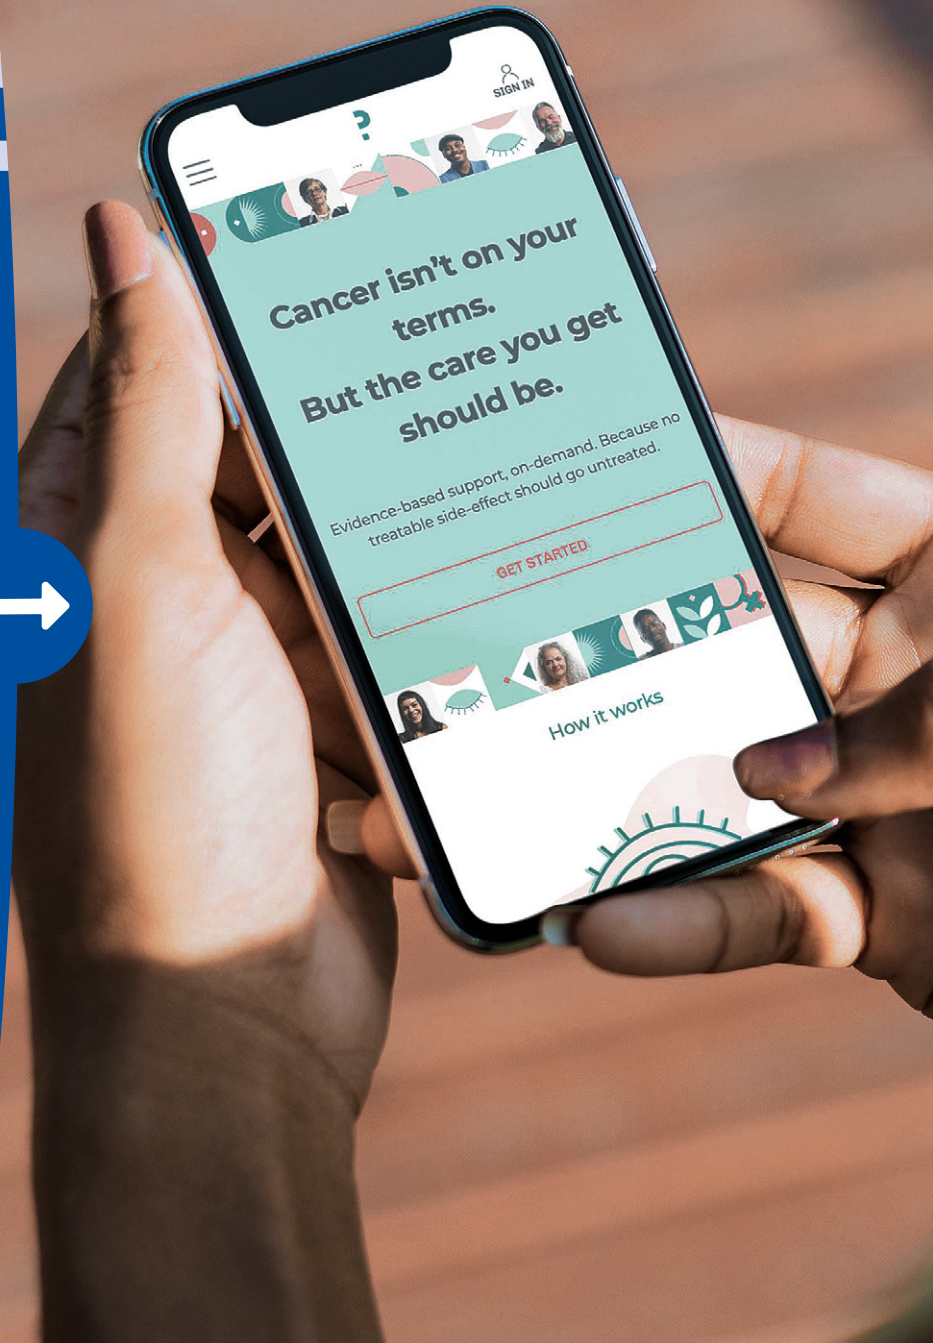 ?
SIGN IN
Cancer isn't on your
terms.
But the care you get
should be.
Evidence-based support, on-demand. Because no
treatable side-effect should go untreated.
GET STARTED
How it works